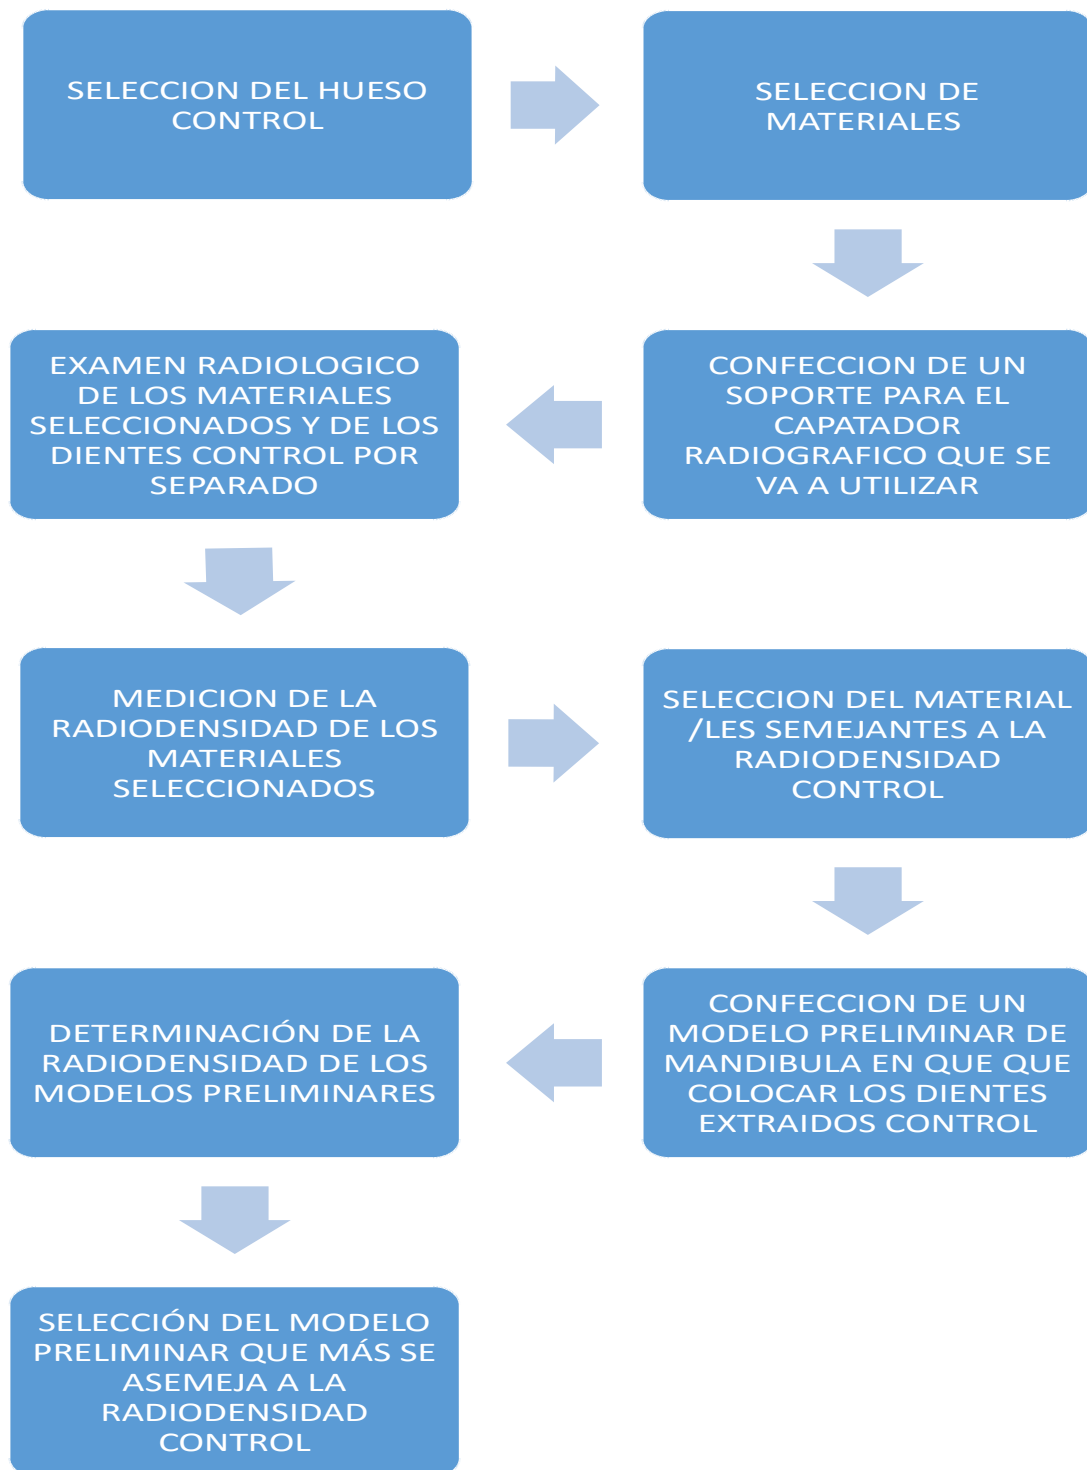 SELECCION DEL HUESO
CONTROL
SELECCION DE
MATERIALES
CONFECCION DE UN
SOPORTE PARA EL
CAPATADOR
RADIOGRAFICO QUE SE
VA A UTILIZAR
EXAMEN RADIOLOGICO
DE LOS MATERIALES
SELECCIONADOS Y DE LOS
DIENTES CONTROL POR
SEPARADO
MEDICION DE LA
RADIODENSIDAD DE LOS
MATERIALES
SELECCIONADOS
SELECCION DEL MATERIAL
/LES SEMEJANTES A LA
RADIODENSIDAD
CONTROL
CONFECCION DE UN
MODELO PRELIMINAR DE
MANDIBULA EN QUE QUE
COLOCAR LOS DIENTES
EXTRAIDOS CONTROL
DETERMINACIÓN DE LA
RADIODENSIDAD DE LOS
MODELOS PRELIMINARES
SELECCIÓN DEL MODELO
PRELIMINAR QUE MÁS SE
ASEMEJA A LA
RADIODENSIDAD
CONTROL